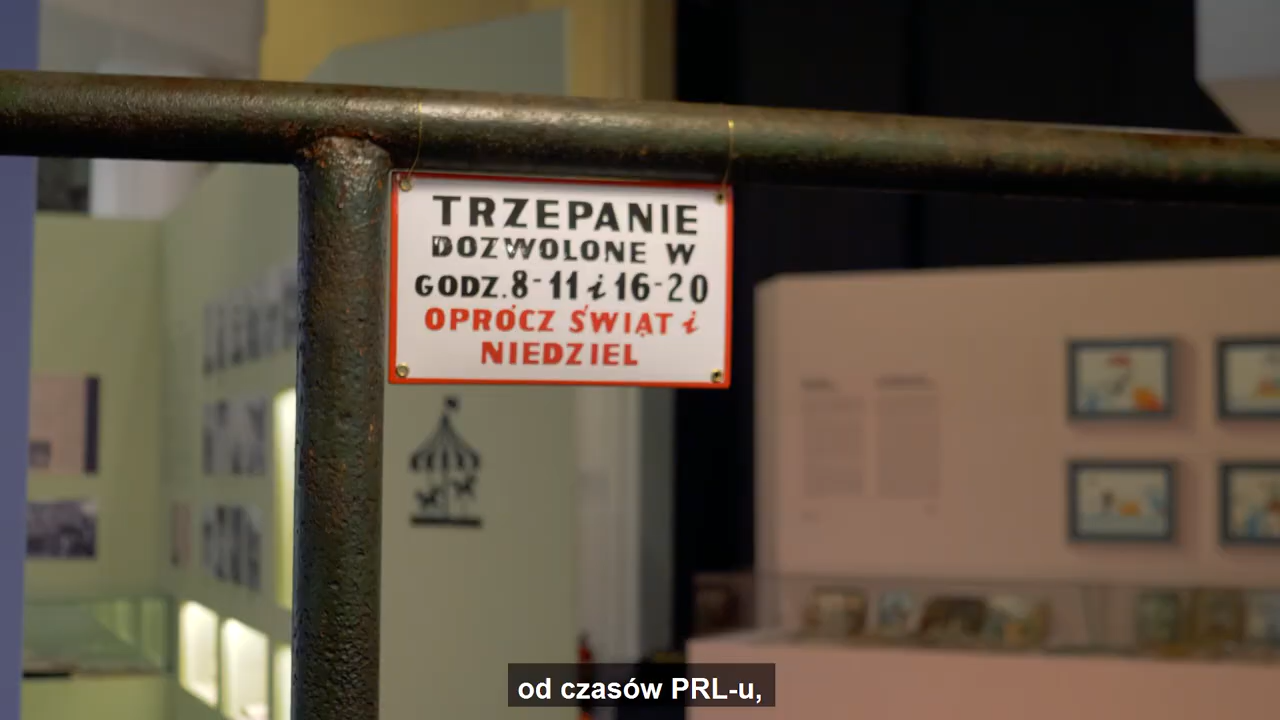 TRZEPANIE
DOZWOLONE W
GODZ. 8-11 i 16-20
OPRÓCZ ŚWIĄT i
NIEDZIEL
od czasów PRL-u,